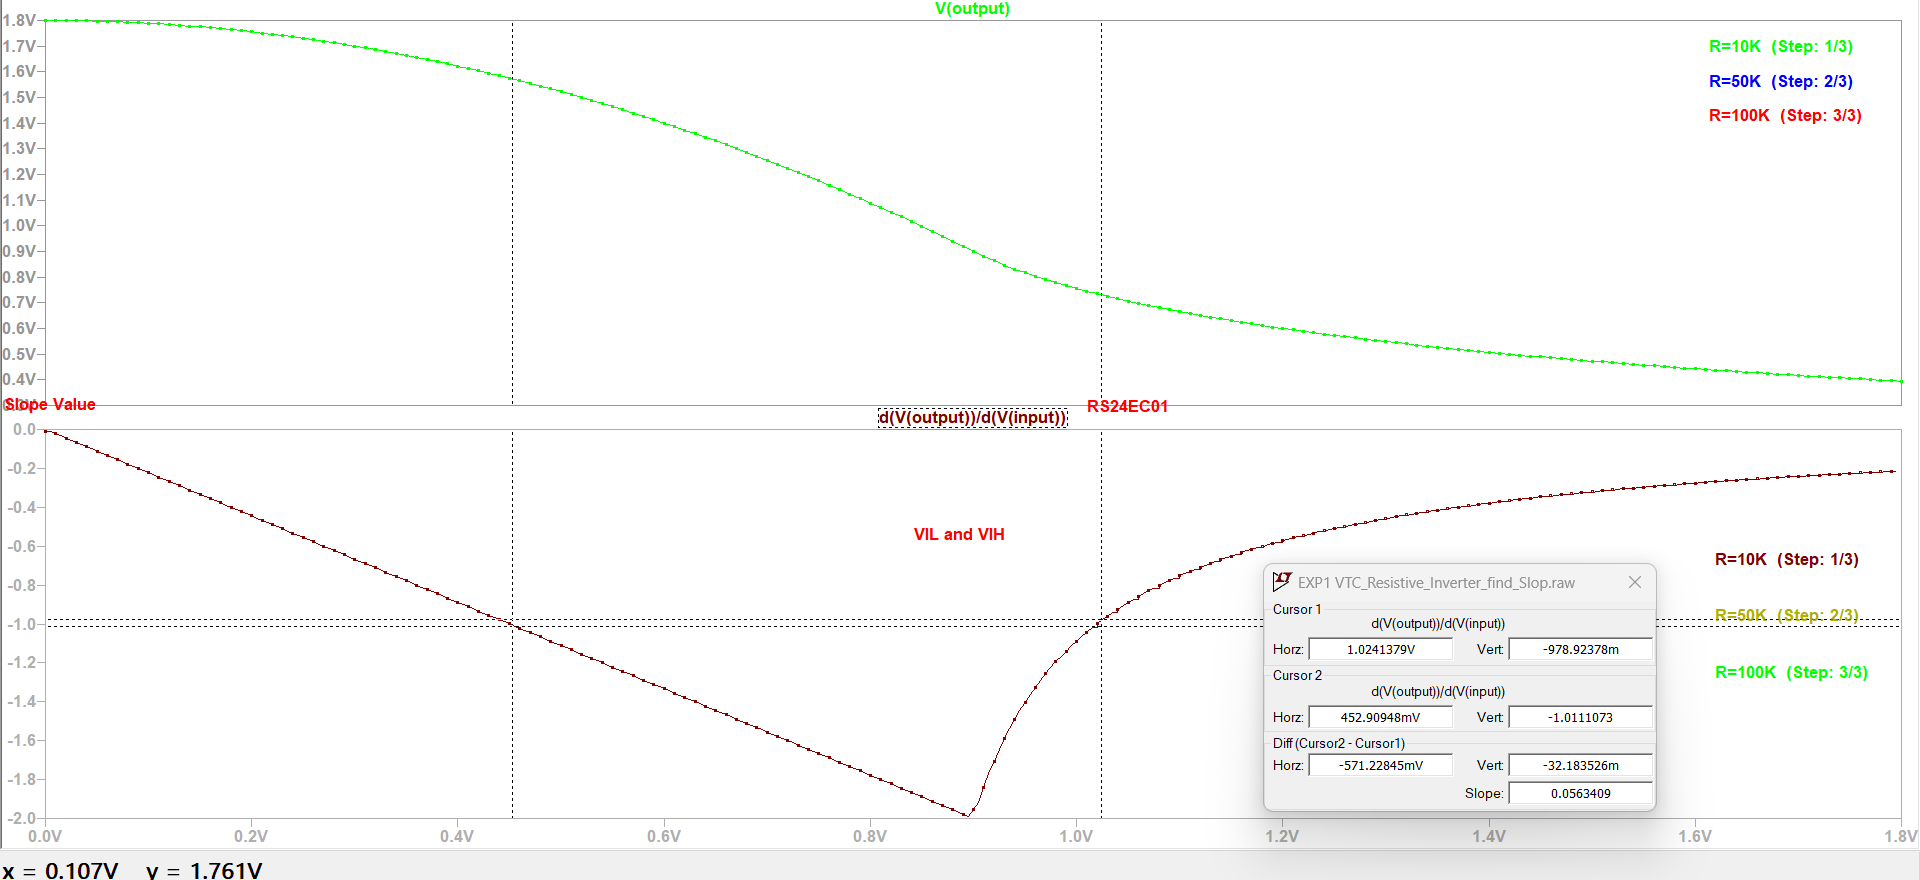 V(output)
1.8V
1.7V
1.6V
1.5V
1.4V
1.3V
1.2V
1.1V
1.0V
0.9V
0.8V
0.7V
0.6V
0.5V
0.4V
R=10K (Step: 1/3)
R=50K (Step: 2/3)
R=100K (Step: 3/3)
Slope Value
RS24EC01
d(V(output))/d(V(input))
0.0
-0.2
-0.4
-0.6
-0.8
-1.0
-1.2
-1.4
-1.6
-1.8
-2.0
VIL and VIH
R=10K (Step: 1/3)
R=50K (Step: 2/3)
R=100K (Step: 3/3)
EXP1 VTC_Resistive_Inverter_find_Slop.raw
Cursor 1
d(V(output))/d(V(input))
Horz: 1.0241379V Vert: -978.92378m
Cursor 2
d(V(output))/d(V(input))
Horz: 452.90948mV Vert: -1.0111073
Diff (Cursor2 - Cursor1)
Horz: -571.22845mV Vert: -32.183526m
Slope: 0.0563409
0.0V 0.2V 0.4V 0.6V 0.8V 1.0V 1.2V 1.4V 1.6V 1.8V
x = 0.107V y = 1.761V